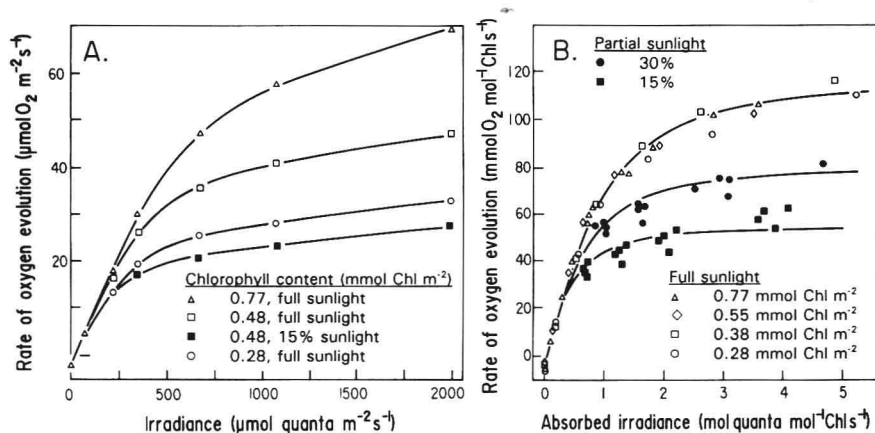 A.
Rate of oxygen evolution (μmol O₂ m⁻² s⁻¹)
60
40
20
0
Chlorophyll content (mmol Chl m⁻²)
△ 0.77, full sunlight
□ 0.48, full sunlight
■ 0.48, 15% sunlight
○ 0.28, full sunlight
0 500 1000 1500 2000
Irradiance (μmol quanta m⁻² s⁻¹)
B.
Rate of oxygen evolution (mmol O₂ mol⁻¹ Chl s⁻¹)
120
100
80
60
40
20
0
Partial sunlight
● 30%
■ 15%
Full sunlight
△ 0.77 mmol Chl m⁻²
◇ 0.55 mmol Chl m⁻²
□ 0.38 mmol Chl m⁻²
○ 0.28 mmol Chl m⁻²
0 1 2 3 4 5
Absorbed irradiance (mol quanta mol⁻¹ Chl s⁻¹)